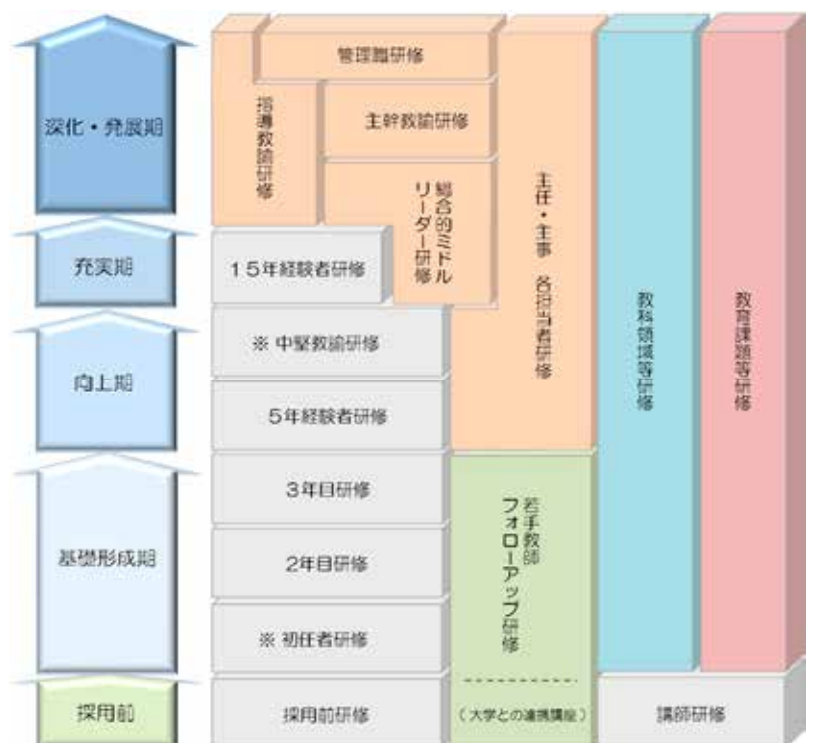 深化・発展期
充実期
向上期
基礎形成期
採用前
管理職研修
指導教諭研修
主幹教諭研修
総合的ミドル
リーダー研修
15年経験者研修
※ 中堅教諭研修
5年経験者研修
3年目研修
2年目研修
※ 初任者研修
採用前研修
主任・主事 各担当者研修
若手教師
フォローアップ研修
(大学との連携講座)
教科領域等研修
教育課題等研修
講師研修